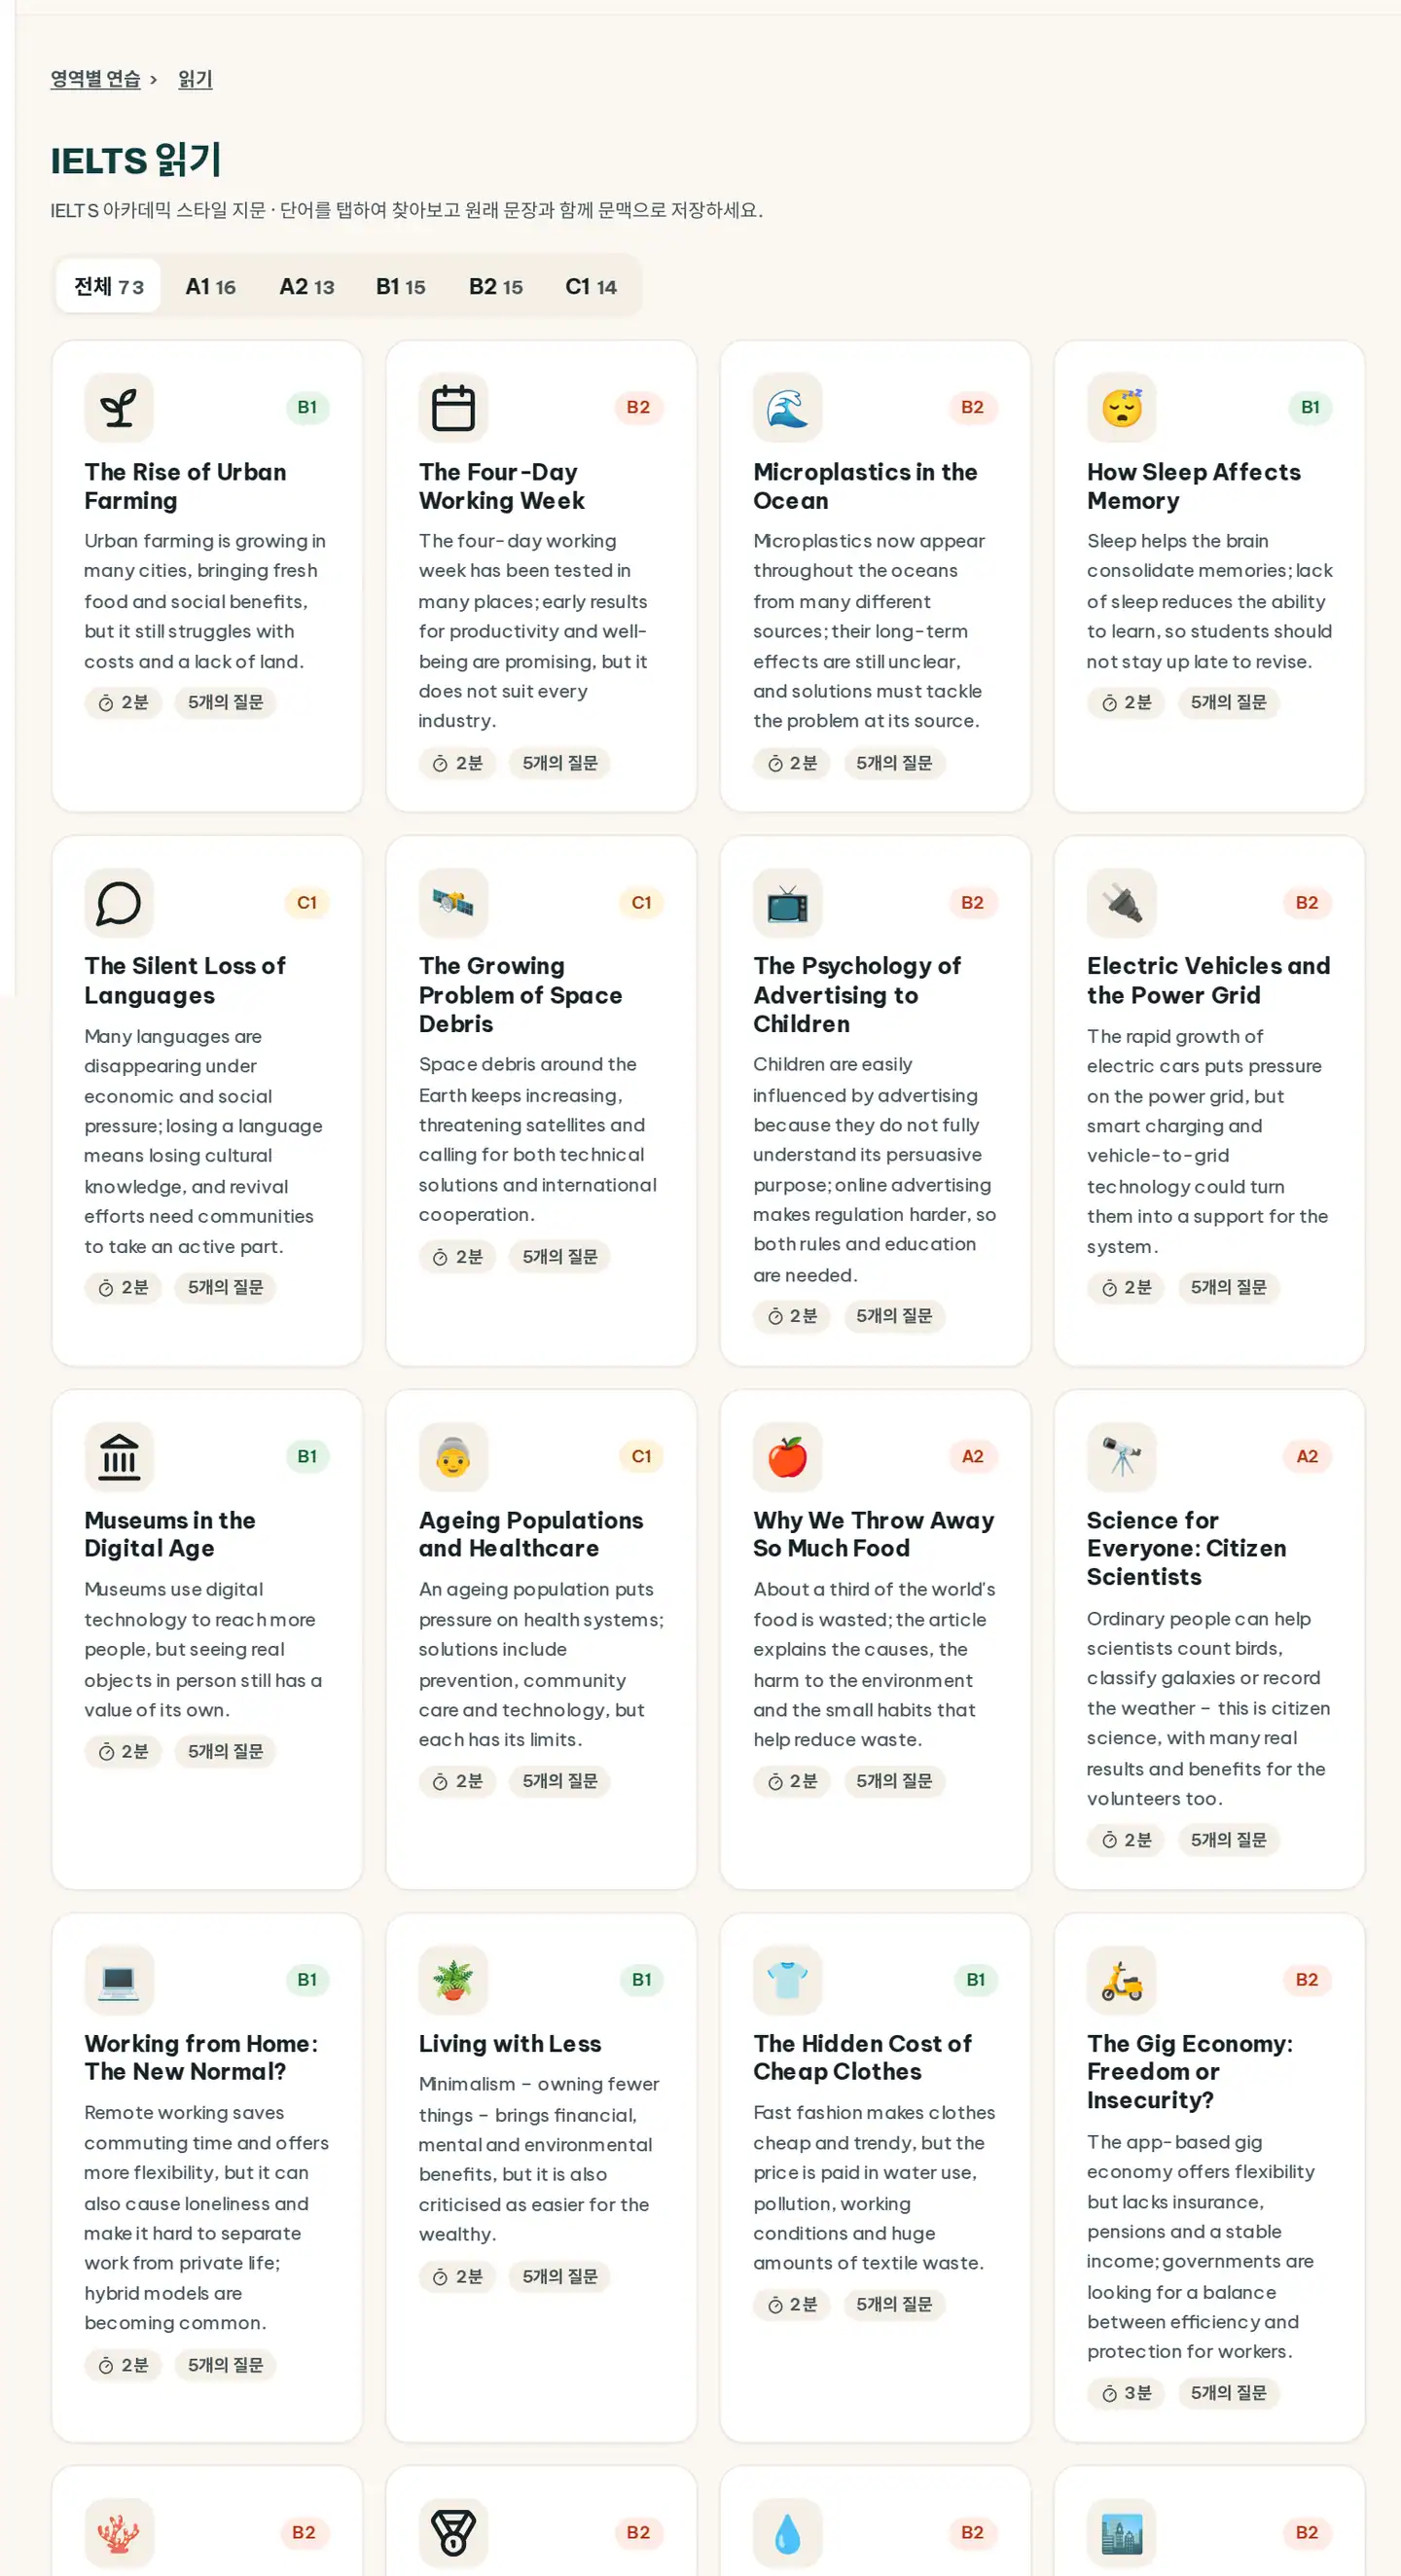 영역별 연습 › 읽기
IELTS 읽기
IELTS 아카데믹 스타일 지문 · 단어를 탭하여 찾아보고 원래 문장과 함께 문맥으로 저장하세요.
전체 73 A1 16 A2 13 B1 15 B2 15 C1 14
B1
The Rise of Urban
Farming
Urban farming is growing in
many cities, bringing fresh
food and social benefits,
but it still struggles with
costs and a lack of land.
2분 5개의 질문
B2
The Four-Day
Working Week
The four-day working
week has been tested in
many places; early results
for productivity and well-
being are promising, but it
does not suit every
industry.
2분 5개의 질문
B2
Microplastics in the
Ocean
Microplastics now appear
throughout the oceans
from many different
sources; their long-term
effects are still unclear,
and solutions must tackle
the problem at its source.
2분 5개의 질문
B1
How Sleep Affects
Memory
Sleep helps the brain
consolidate memories; lack
of sleep reduces the ability
to learn, so students should
not stay up late to revise.
2분 5개의 질문
C1
The Silent Loss of
Languages
Many languages are
disappearing under
economic and social
pressure; losing a language
means losing cultural
knowledge, and revival
efforts need communities
to take an active part.
2분 5개의 질문
C1
The Growing
Problem of Space
Debris
Space debris around the
Earth keeps increasing,
threatening satellites and
calling for both technical
solutions and international
cooperation.
2분 5개의 질문
B2
The Psychology of
Advertising to
Children
Children are easily
influenced by advertising
because they do not fully
understand its persuasive
purpose; online advertising
makes regulation harder, so
both rules and education
are needed.
2분 5개의 질문
B2
Electric Vehicles and
the Power Grid
The rapid growth of
electric cars puts pressure
on the power grid, but
smart charging and
vehicle-to-grid
technology could turn
them into a support for the
system.
2분 5개의 질문
B1
Museums in the
Digital Age
Museums use digital
technology to reach more
people, but seeing real
objects in person still has a
value of its own.
2분 5개의 질문
C1
Ageing Populations
and Healthcare
An ageing population puts
pressure on health systems;
solutions include
prevention, community
care and technology, but
each has its limits.
2분 5개의 질문
A2
Why We Throw Away
So Much Food
About a third of the world's
food is wasted; the article
explains the causes, the
harm to the environment
and the small habits that
help reduce waste.
2분 5개의 질문
A2
Science for
Everyone: Citizen
Scientists
Ordinary people can help
scientists count birds,
classify galaxies or record
the weather – this is citizen
science, with many real
results and benefits for the
volunteers too.
2분 5개의 질문
B1
Working from Home:
The New Normal?
Remote working saves
commuting time and offers
more flexibility, but it can
also cause loneliness and
make it hard to separate
work from private life;
hybrid models are
becoming common.
2분 5개의 질문
B1
Living with Less
Minimalism – owning fewer
things – brings financial,
mental and environmental
benefits, but it is also
criticised as easier for the
wealthy.
2분 5개의 질문
B1
The Hidden Cost of
Cheap Clothes
Fast fashion makes clothes
cheap and trendy, but the
price is paid in water use,
pollution, working
conditions and huge
amounts of textile waste.
2분 5개의 질문
B2
The Gig Economy:
Freedom or
Insecurity?
The app-based gig
economy offers flexibility
but lacks insurance,
pensions and a stable
income; governments are
looking for a balance
between efficiency and
protection for workers.
3분 5개의 질문
B2
B2
B2
B2